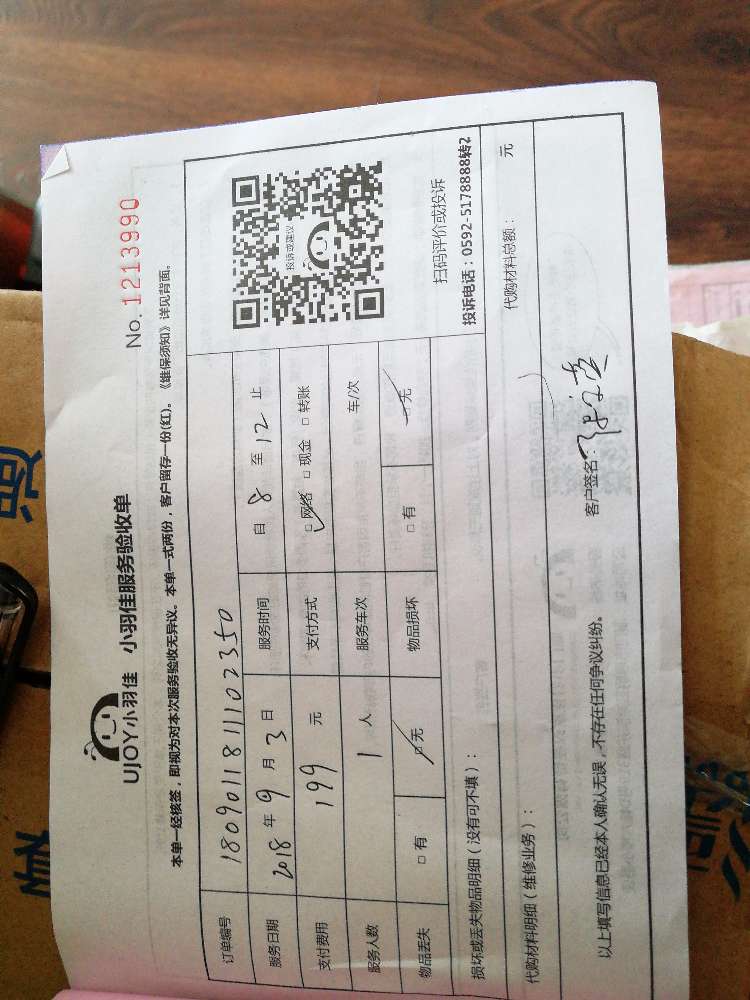 UJOY小羽佳 小羽佳服务验收单
No. 1213990
本单一经核签，即视为对本次服务验收无异议。本单一式两份，客户留存一份(红)。《维保须知》详见背面。
订单编号 180901181110235​0
服务日期 2018 年 9 月 3 日 服务时间 自 8 至 12 止
支付费用 199 元 支付方式 □网络 □现金 □转账
服务人数 1 人 服务车次 车/次
物品丢失 □有 □无 物品损坏 □有 □无
投诉或建议
扫码评价或投诉
投诉电话：0592-5178888转2
损坏或丢失物品明细（没有可不填）：
代购材料明细（维修业务）： 代购材料总额： 元
以上填写信息已经本人确认无误，不存在任何争议纠纷。 客户签名：